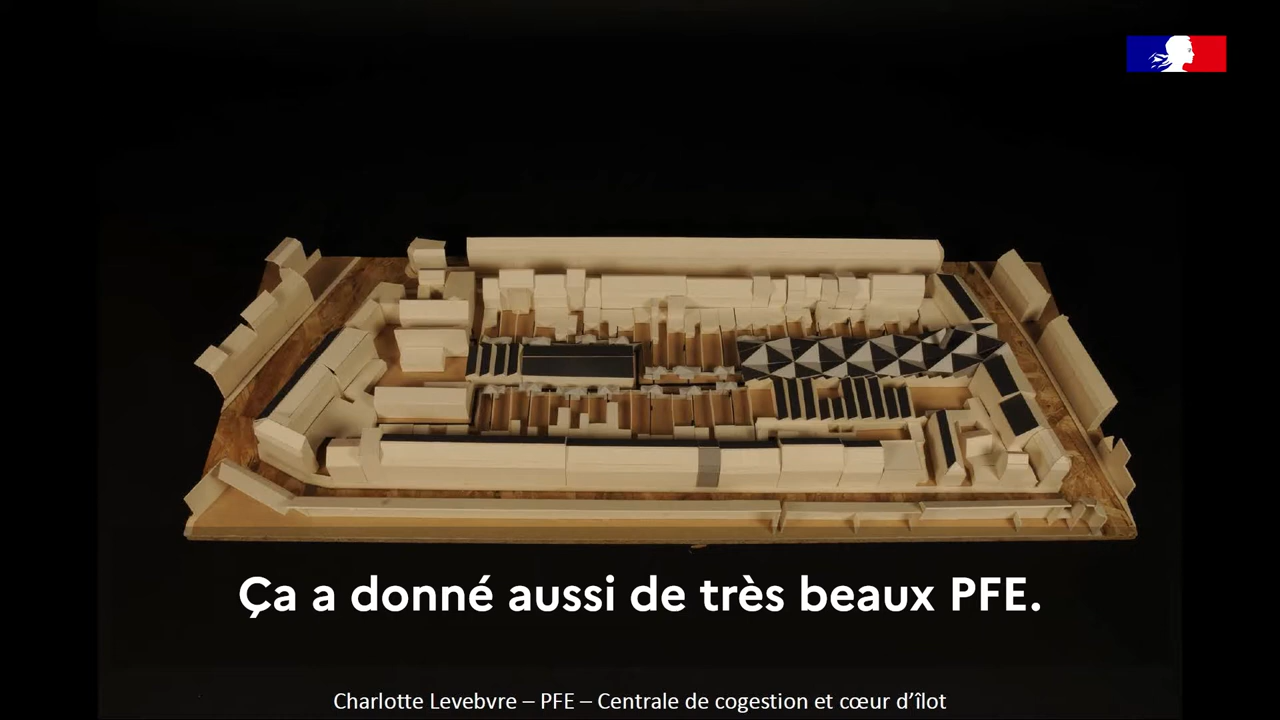 Ça a donné aussi de très beaux PFE.
Charlotte Levebvre – PFE – Centrale de cogestion et cœur d’îlot